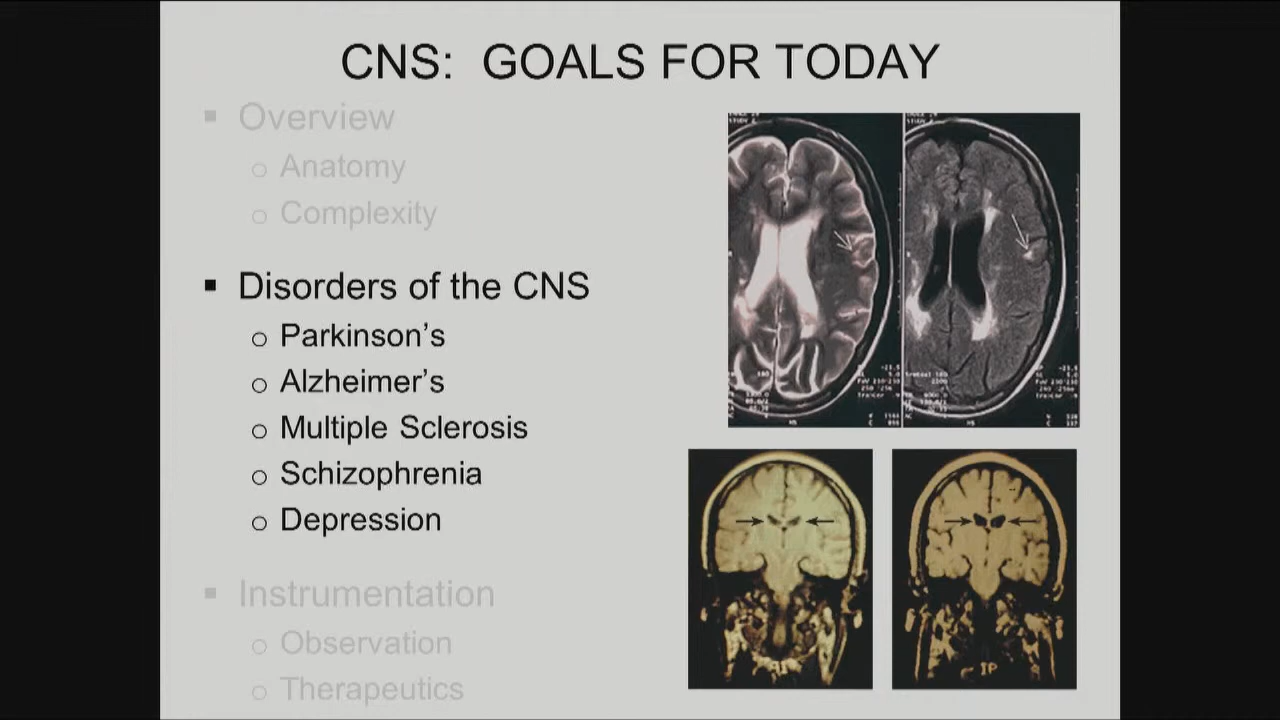 CNS: GOALS FOR TODAY
▪ Overview
o Anatomy
o Complexity
▪ Disorders of the CNS
o Parkinson’s
o Alzheimer’s
o Multiple Sclerosis
o Schizophrenia
o Depression
▪ Instrumentation
o Observation
o Therapeutics